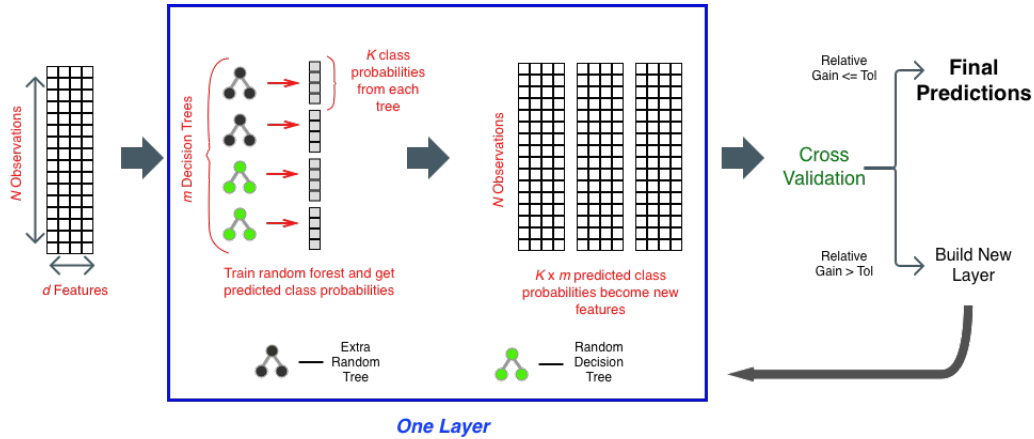 N Observations
d Features
m Decision Trees
K class
probabilities
from each
tree
Train random forest and get
predicted class probabilities
N Observations
K x m predicted class
probabilities become new
features
Extra
Random
Tree
Random
Decision
Tree
One Layer
Cross
Validation
Relative
Gain <= Tol
Final
Predictions
Relative
Gain > Tol
Build New
Layer